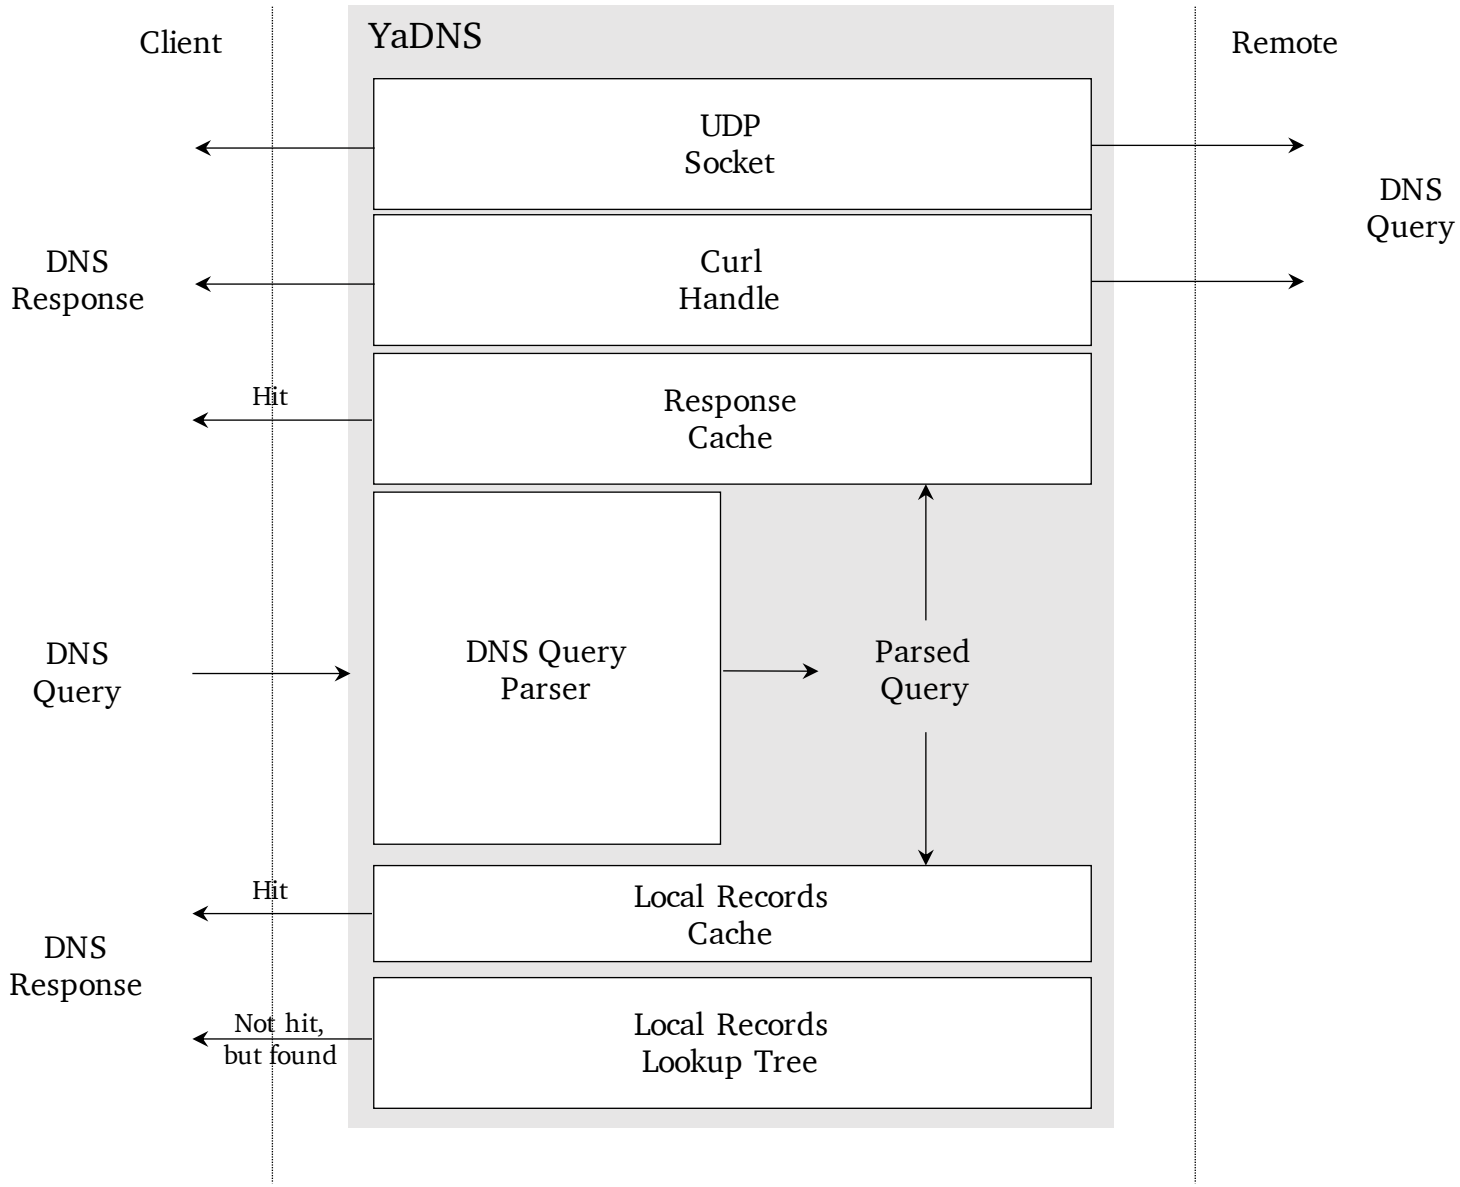 Client
YaDNS
Remote
UDP
Socket
DNS
Query
DNS
Response
Curl
Handle
Hit
Response
Cache
DNS
Query
DNS Query
Parser
Parsed
Query
Hit
Local Records
Cache
DNS
Response
Not hit,
but found
Local Records
Lookup Tree